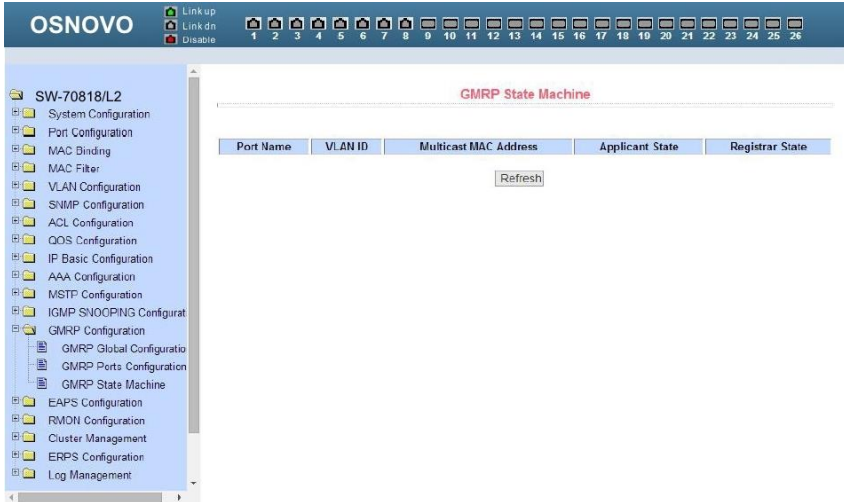 OSNOVO
Link up
Link dn
Disable
1 2 3 4 5 6 7 8 9 10 11 12 13 14 15 16 17 18 19 20 21 22 23 24 25 26
SW-70818/L2
System Configuration
Port Configuration
MAC Binding
MAC Filter
VLAN Configuration
SNMP Configuration
ACL Configuration
QOS Configuration
IP Basic Configuration
AAA Configuration
MSTP Configuration
IGMP SNOOPING Configurat
GMRP Configuration
GMRP Global Configuratio
GMRP Ports Configuration
GMRP State Machine
EAPS Configuration
RMON Configuration
Cluster Management
ERPS Configuration
Log Management
GMRP State Machine
Port Name VLAN ID Multicast MAC Address Applicant State Registrar State
Refresh